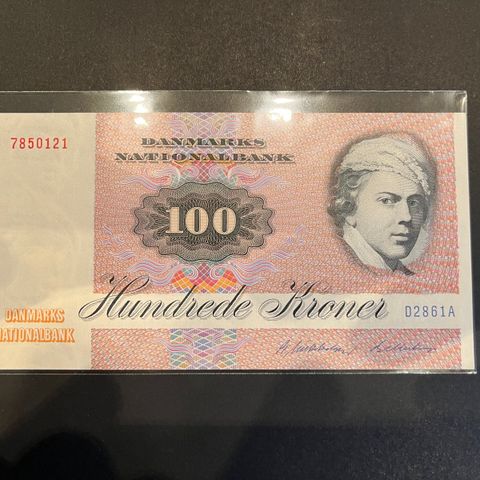 7850121
DANMARKS
NATIONALBANK
100
Hundrede Kroner
D2861A
DANMARKS
NATIONALBANK